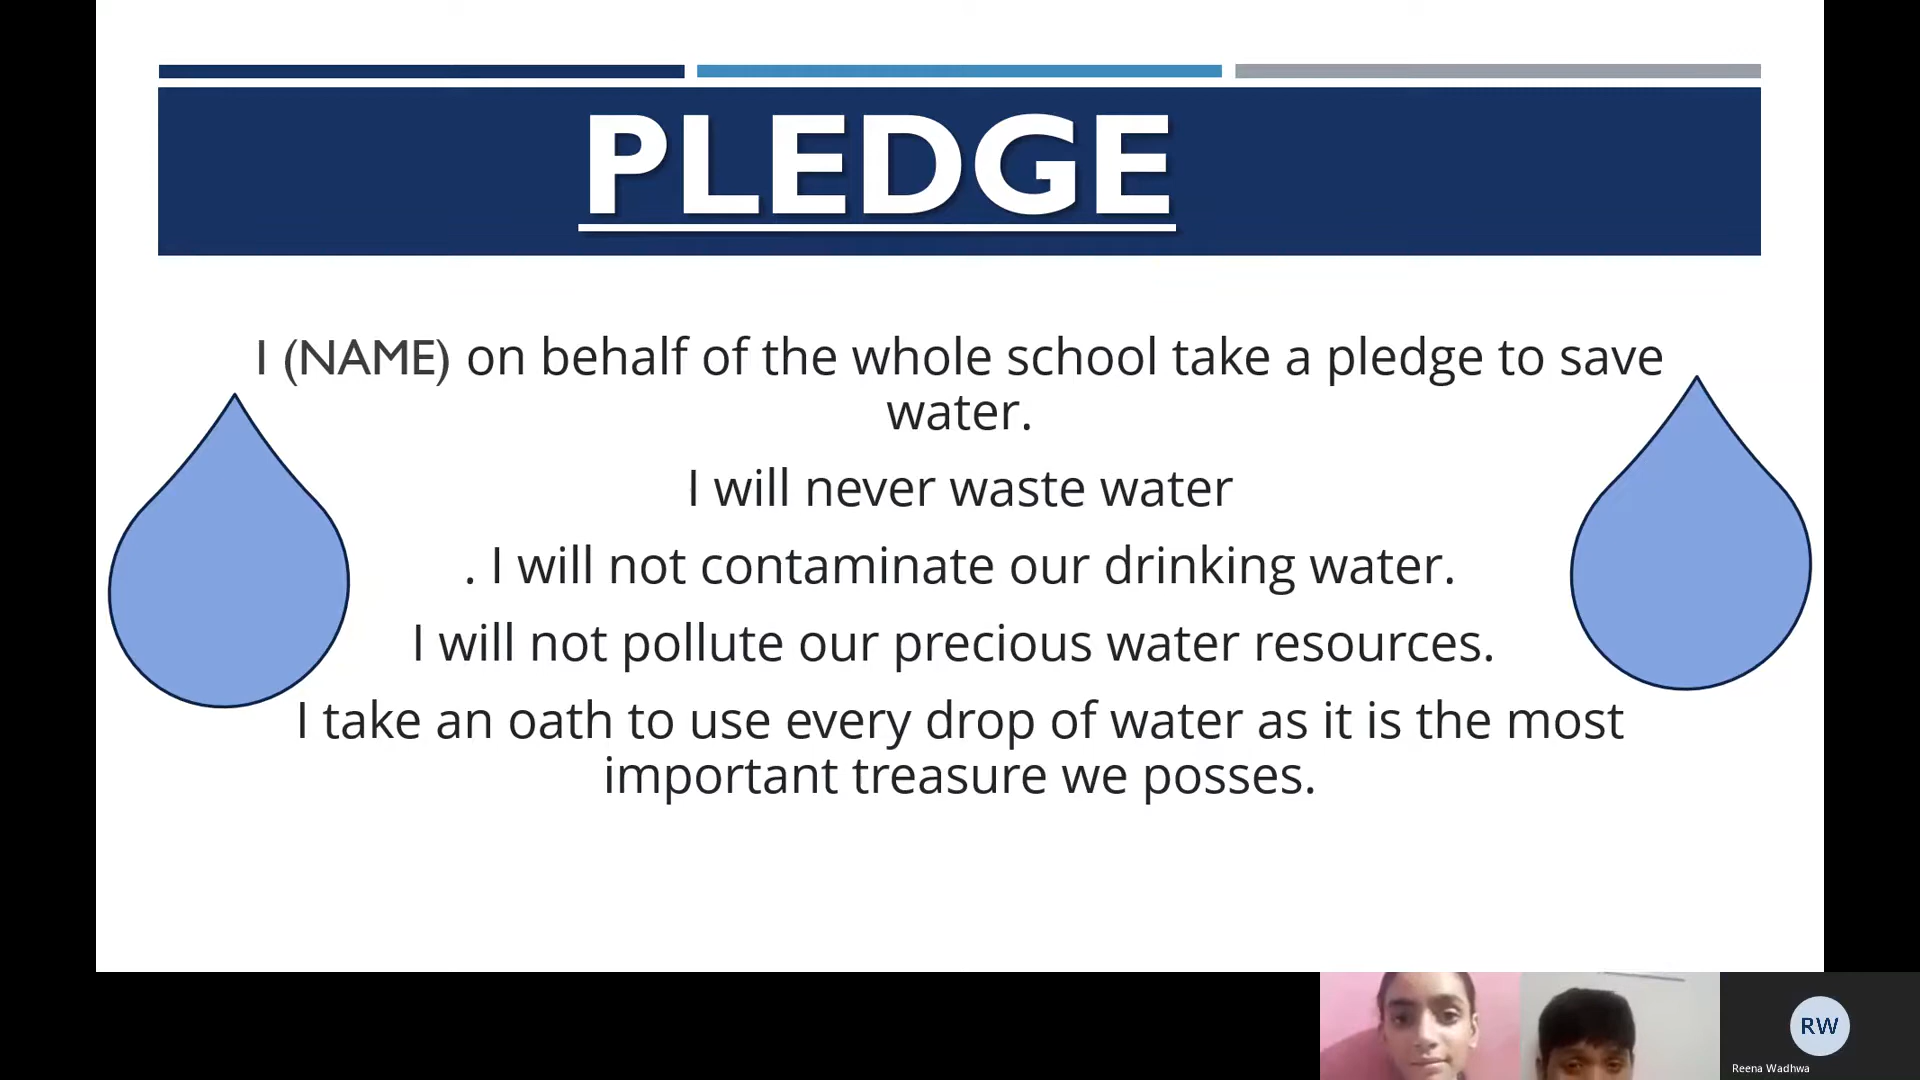 PLEDGE
I (NAME) on behalf of the whole school take a pledge to save
water.
I will never waste water
. I will not contaminate our drinking water.
I will not pollute our precious water resources.
I take an oath to use every drop of water as it is the most
important treasure we posses.
RW
Reena Wadhwa